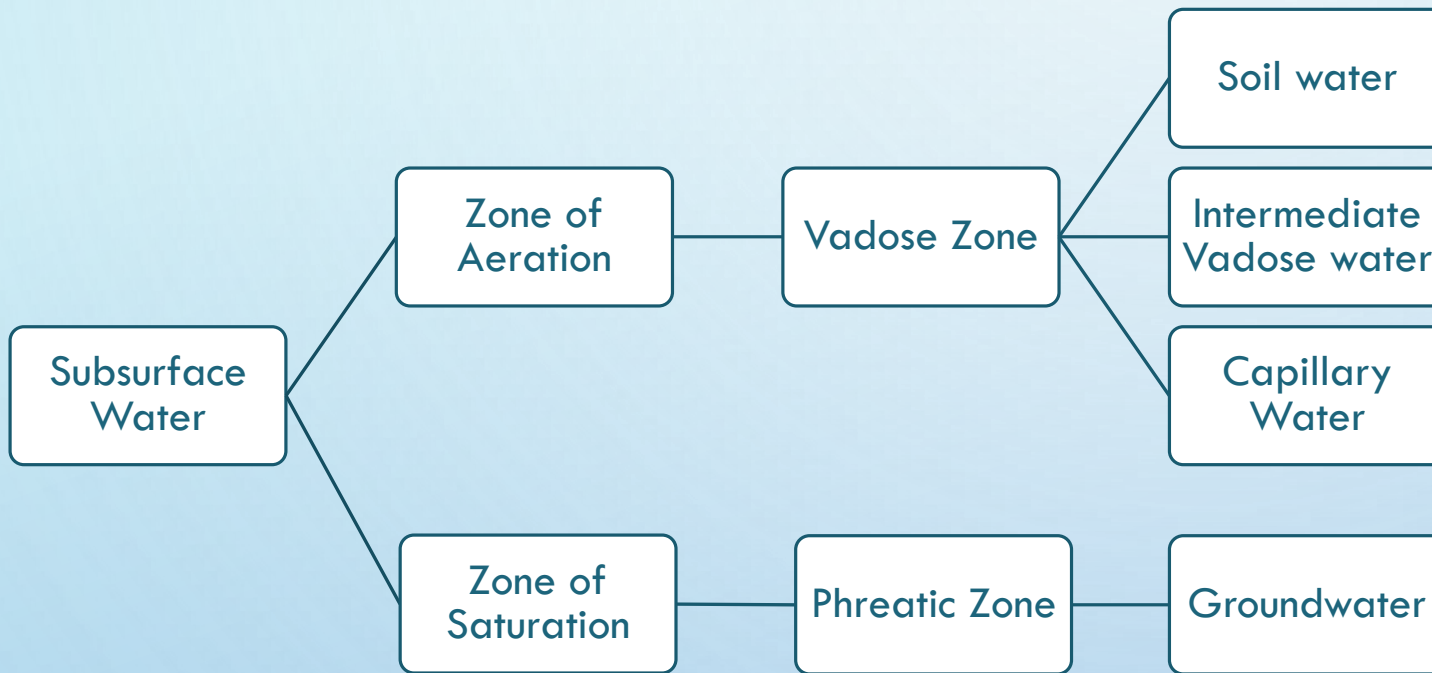 Soil water
Zone of
Aeration
Vadose Zone
Intermediate
Vadose water
Subsurface
Water
Capillary
Water
Zone of
Saturation
Phreatic Zone
Groundwater